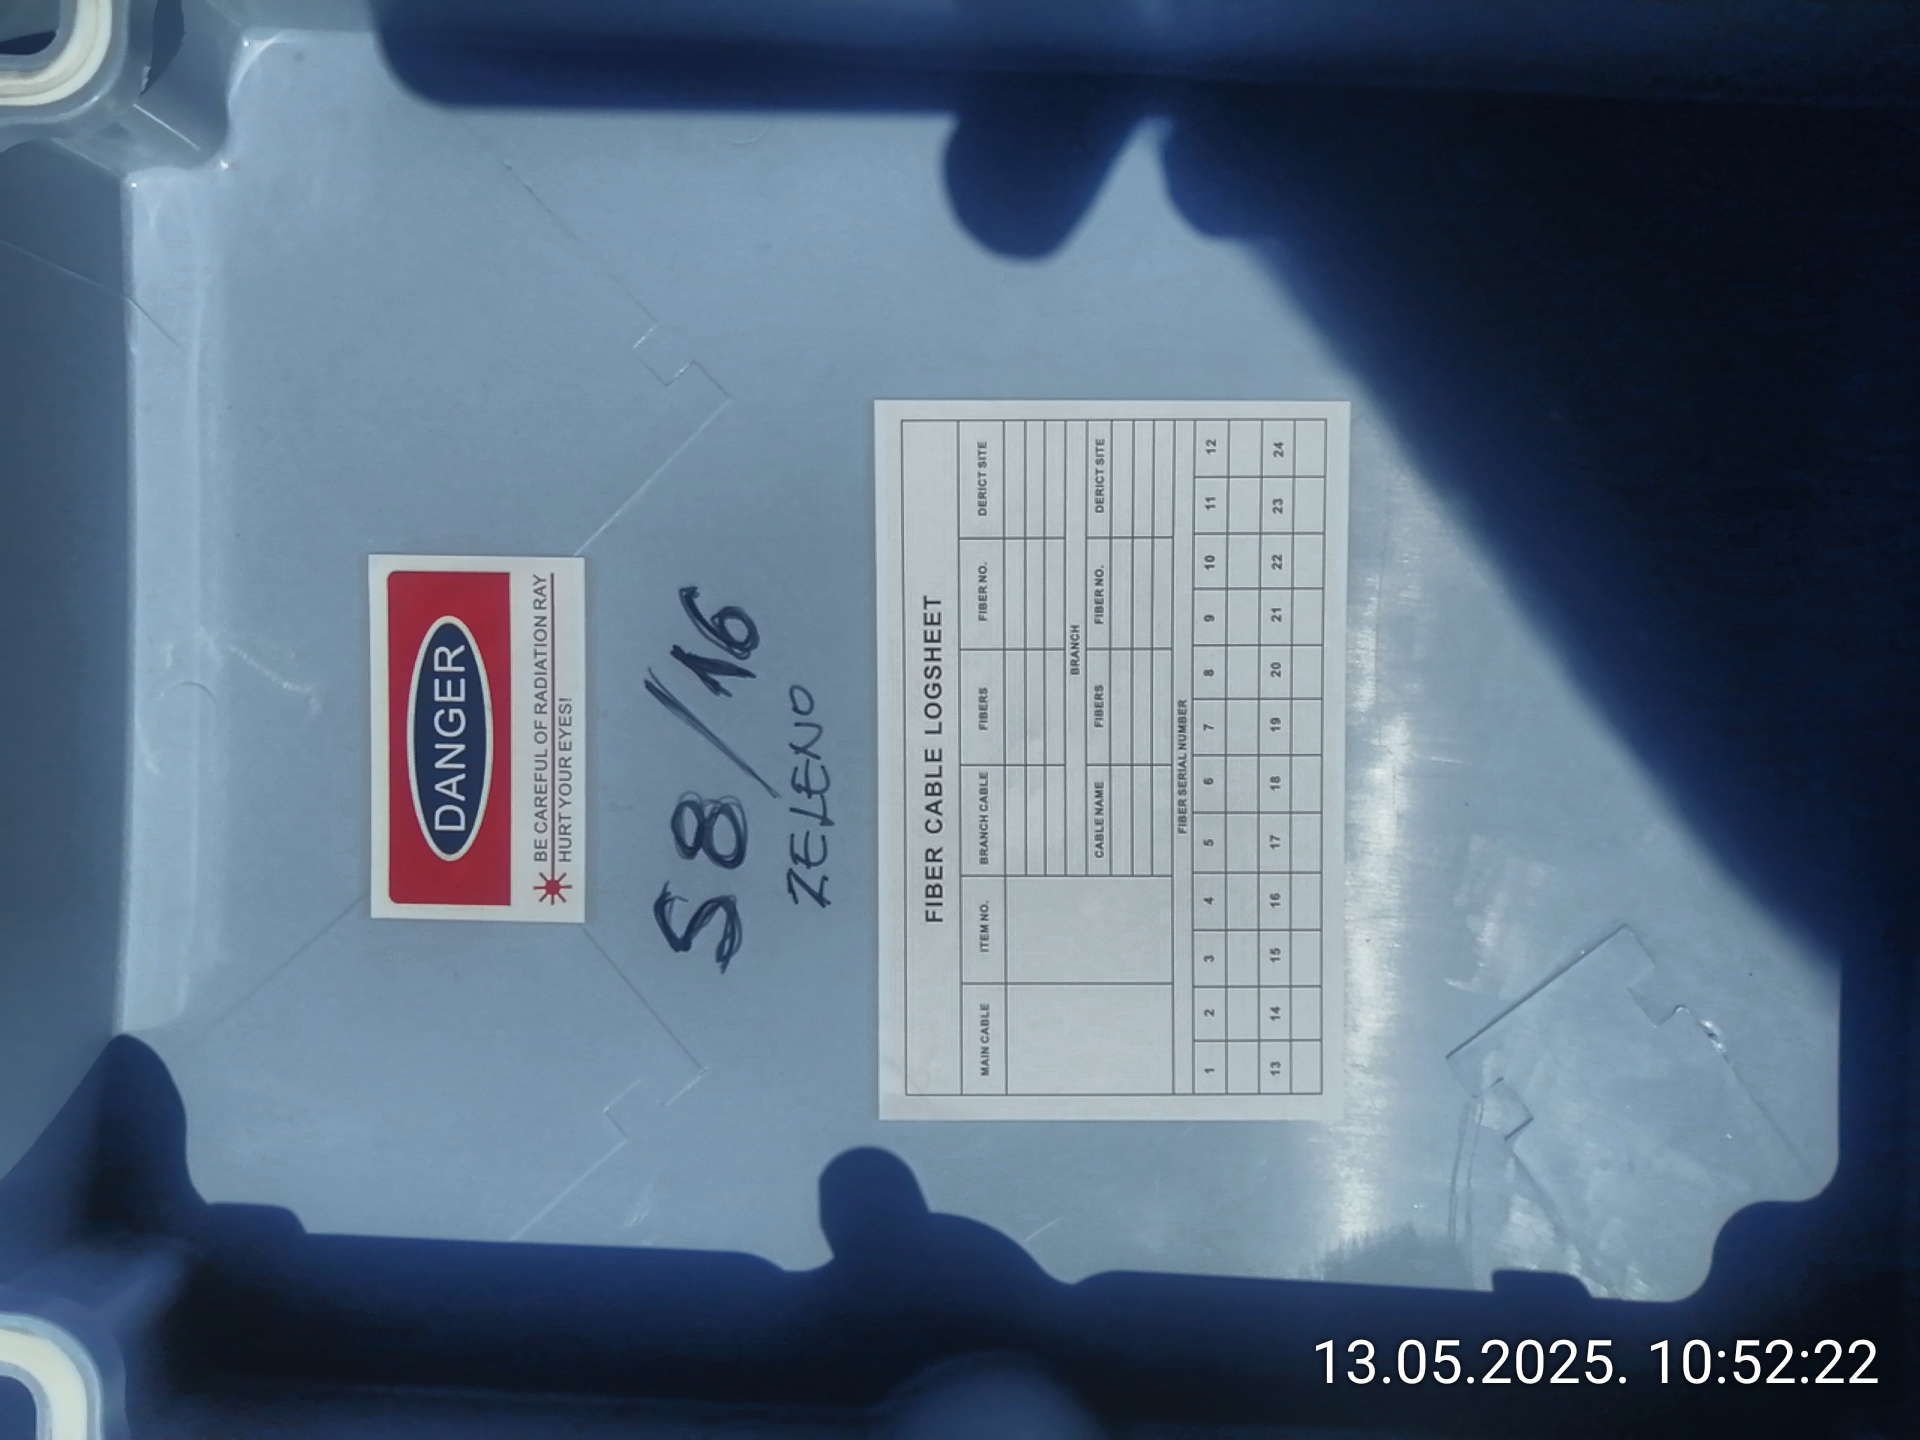 DANGER
BE CAREFUL OF RADIATION RAY
HURT YOUR EYES!
S8/16
ZELENO
FIBER CABLE LOGSHEET
MAIN CABLE ITEM NO. BRANCH CABLE FIBERS FIBER NO. DERICT SITE
BRANCH
CABLE NAME FIBERS FIBER NO. DERICT SITE
FIBER SERIAL NUMBER
1 2 3 4 5 6 7 8 9 10 11 12
13 14 15 16 17 18 19 20 21 22 23 24
13.05.2025. 10:52:22